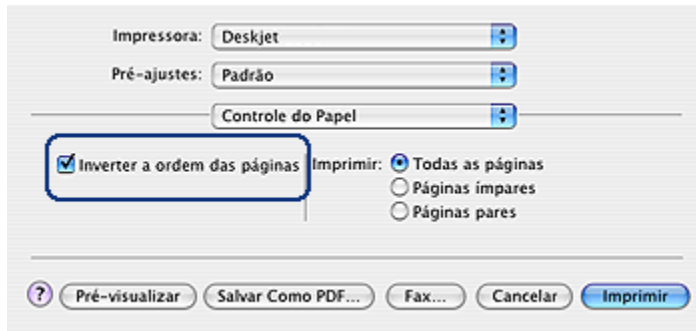 Impressora: Deskjet
Pré-ajustes: Padrão
Controle do Papel
Inverter a ordem das páginas Imprimir: Todas as páginas
Páginas ímpares
Páginas pares
? Pré-visualizar Salvar Como PDF... Fax... Cancelar Imprimir